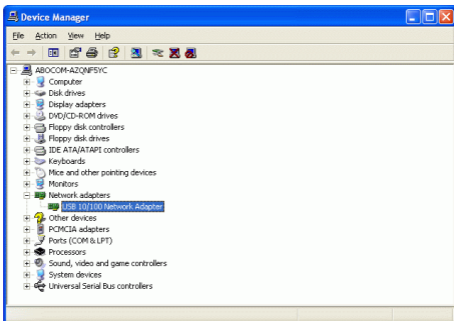 Device Manager
File Action View Help
ABOCOM-AZQNF5YC
Computer
Disk drives
Display adapters
DVD/CD-ROM drives
Floppy disk controllers
Floppy disk drives
IDE ATA/ATAPI controllers
Keyboards
Mice and other pointing devices
Monitors
Network adapters
USB 10/100 Network Adapter
Other devices
PCMCIA adapters
Ports (COM & LPT)
Processors
Sound, video and game controllers
System devices
Universal Serial Bus controllers